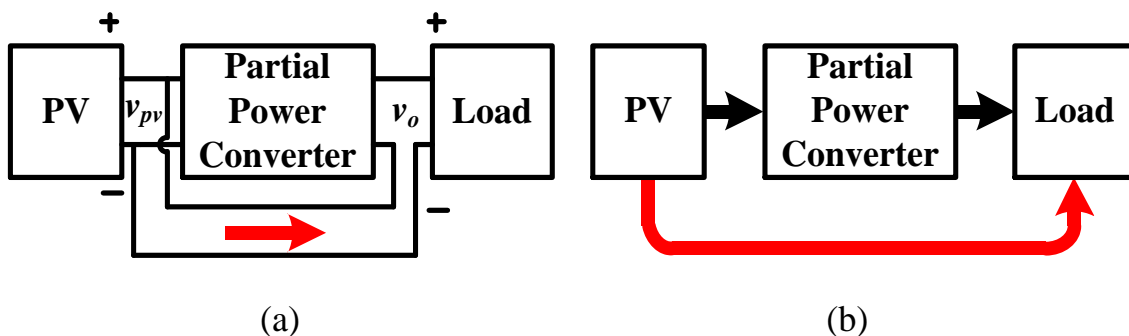 +
+
PV
v_pv
Partial
Power
Converter
v_o
Load
−
−
(a)
PV
Partial
Power
Converter
Load
(b)